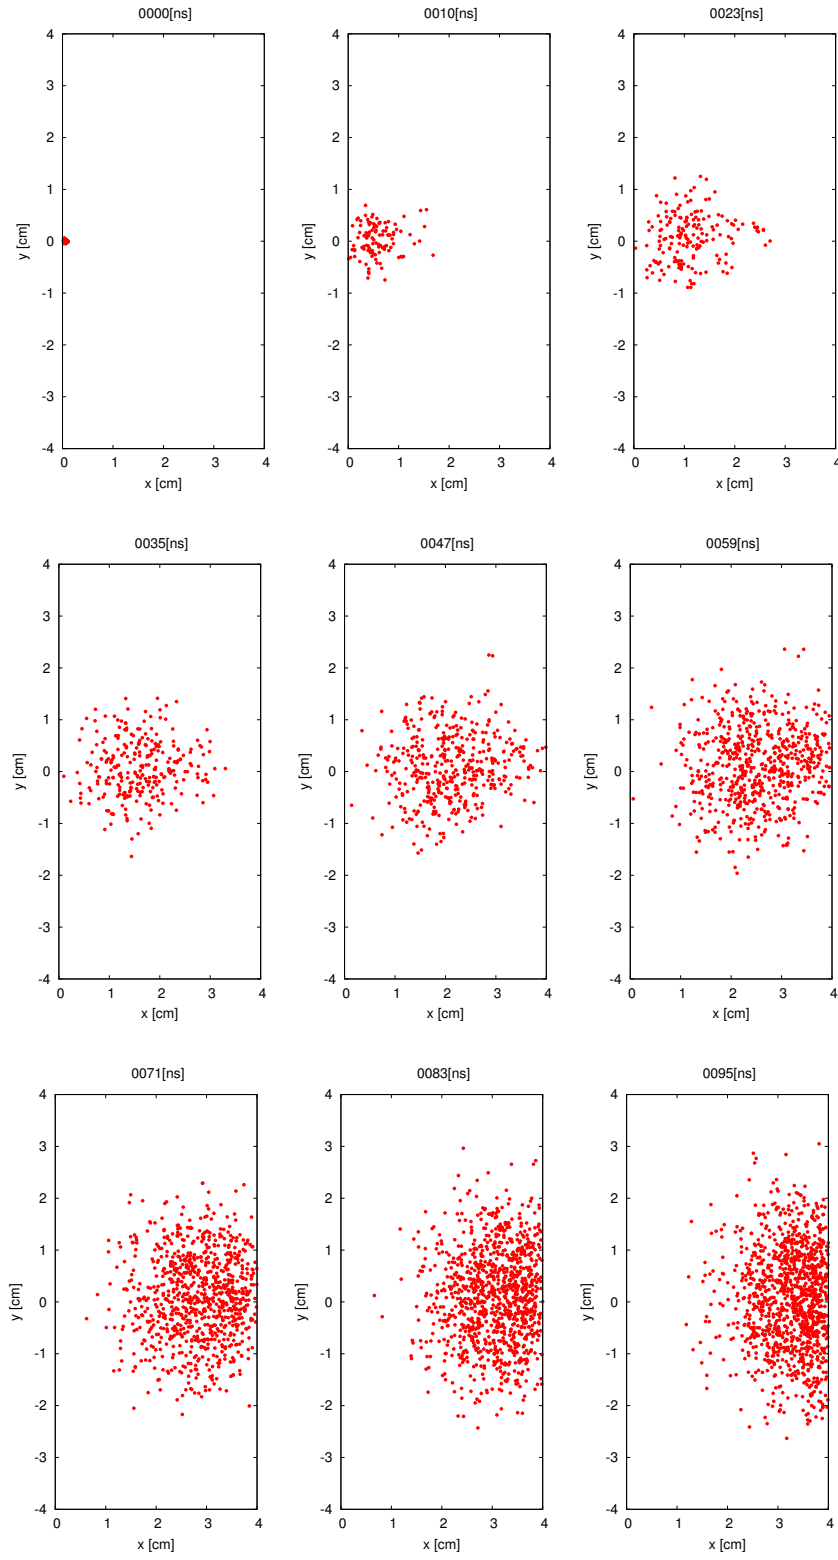 0000[ns] 0010[ns] 0023[ns]
4 4 4
3 3 3
2 2 2
1 1 1
y [cm] 0 y [cm] 0 y [cm] 0
-1 -1 -1
-2 -2 -2
-3 -3 -3
-4 -4 -4
0 1 2 3 4 0 1 2 3 4 0 1 2 3 4
x [cm] x [cm] x [cm]
0035[ns] 0047[ns] 0059[ns]
4 4 4
3 3 3
2 2 2
1 1 1
y [cm] 0 y [cm] 0 y [cm] 0
-1 -1 -1
-2 -2 -2
-3 -3 -3
-4 -4 -4
0 1 2 3 4 0 1 2 3 4 0 1 2 3 4
x [cm] x [cm] x [cm]
0071[ns] 0083[ns] 0095[ns]
4 4 4
3 3 3
2 2 2
1 1 1
y [cm] 0 y [cm] 0 y [cm] 0
-1 -1 -1
-2 -2 -2
-3 -3 -3
-4 -4 -4
0 1 2 3 4 0 1 2 3 4 0 1 2 3 4
x [cm] x [cm] x [cm]